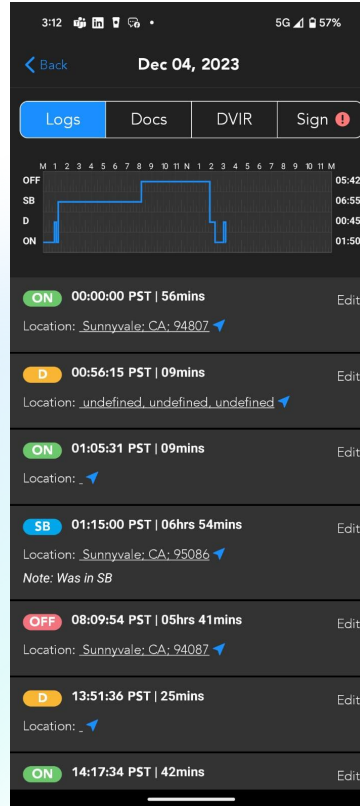 3:12 5G 57%
Back Dec 04, 2023
Logs Docs DVIR Sign !
M 1 2 3 4 5 6 7 8 9 10 11 N 1 2 3 4 5 6 7 8 9 10 11 M
OFF 05:42
SB 06:55
D 00:45
ON 01:50
ON 00:00:00 PST | 56mins Edit
Location: Sunnyvale; CA; 94807
D 00:56:15 PST | 09mins Edit
Location: undefined, undefined, undefined
ON 01:05:31 PST | 09mins Edit
Location: _
SB 01:15:00 PST | 06hrs 54mins Edit
Location: Sunnyvale; CA; 95086
Note: Was in SB
OFF 08:09:54 PST | 05hrs 41mins Edit
Location: Sunnyvale; CA; 94087
D 13:51:36 PST | 25mins Edit
Location: _
ON 14:17:34 PST | 42mins Edit